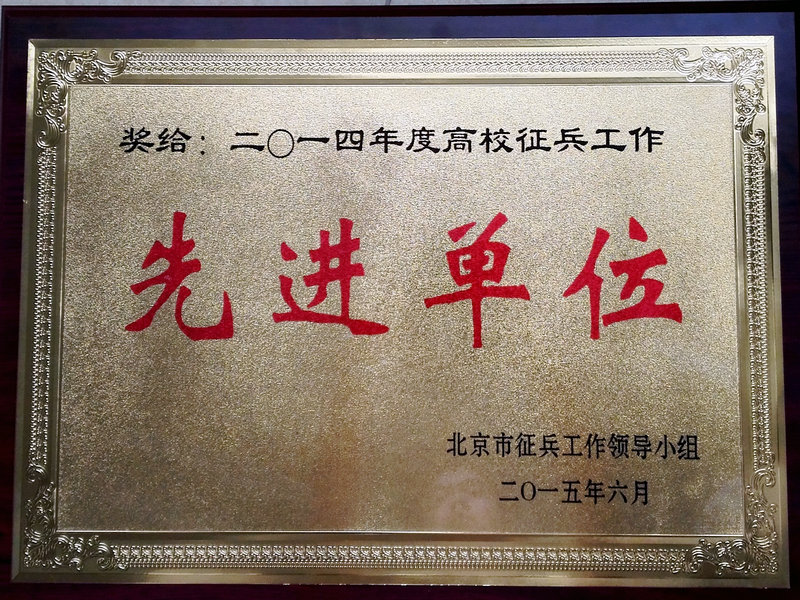 奖给：二〇一四年度高校征兵工作
先进单位
北京市征兵工作领导小组
二〇一五年六月